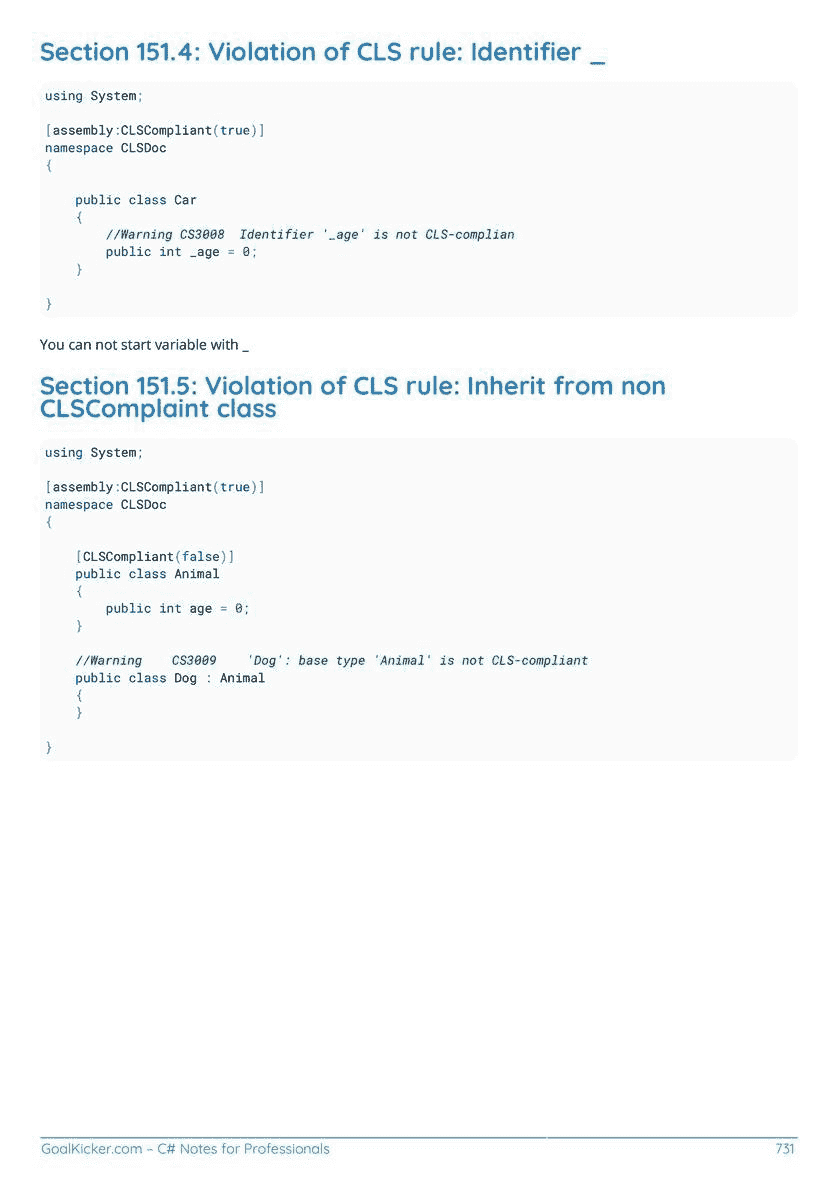 Section 151.4: Violation of CLS rule: Identifier _
using System;
[assembly:CLSCompliant(true)]
namespace CLSDoc
{
    public class Car
    {
        //Warning CS3008  Identifier '_age' is not CLS-complian
        public int _age = 0;
    }
}
You can not start variable with _
Section 151.5: Violation of CLS rule: Inherit from non
CLSComplaint class
using System;
[assembly:CLSCompliant(true)]
namespace CLSDoc
{
    [CLSCompliant(false)]
    public class Animal
    {
        public int age = 0;
    }
    //Warning    CS3009    'Dog': base type 'Animal' is not CLS-compliant
    public class Dog : Animal
    {
    }
}
GoalKicker.com – C# Notes for Professionals 731